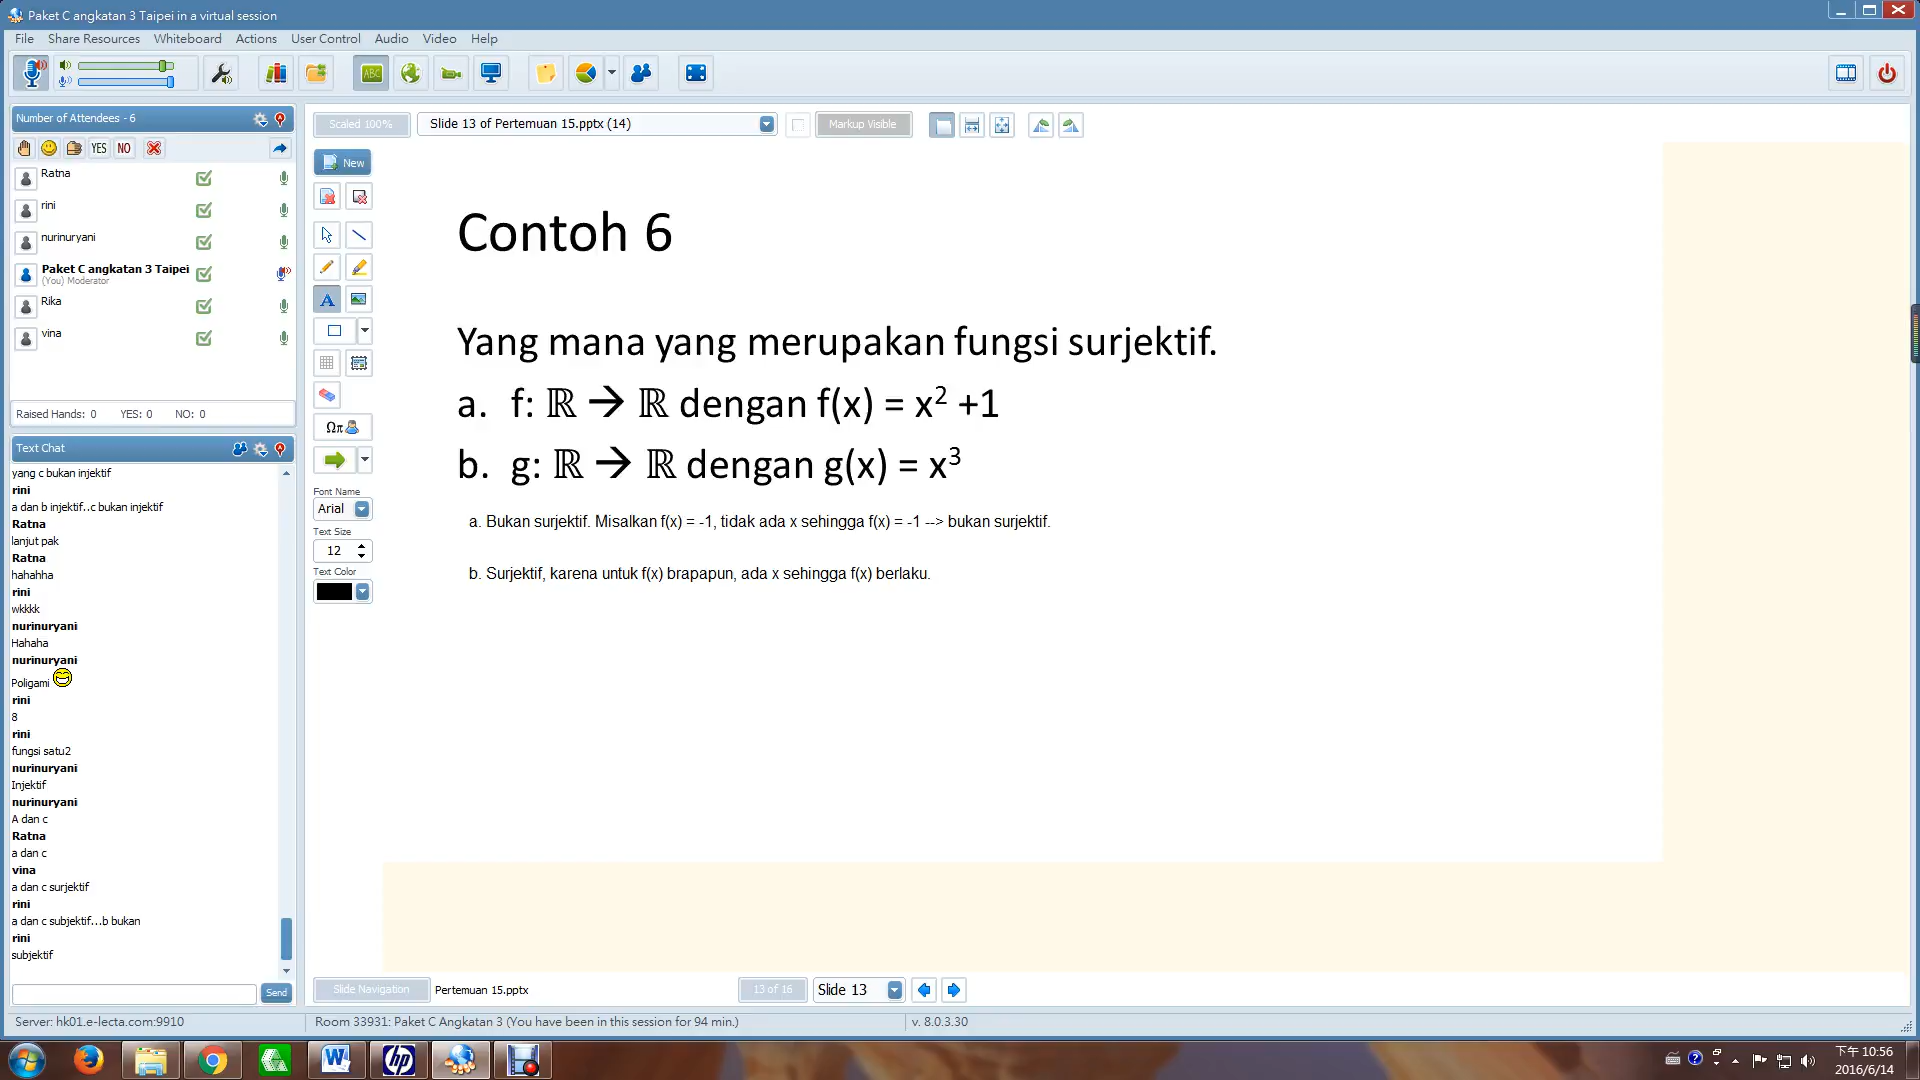 Paket C angkatan 3 Taipei in a virtual session
File Share Resources Whiteboard Actions User Control Audio Video Help
ABC
Number of Attendees - 6
YES NO
Ratna
rini
nurinuryani
Paket C angkatan 3 Taipei
(You) Moderator
Rika
vina
Raised Hands: 0 YES: 0 NO: 0
Text Chat
yang c bukan injektif
rini
a dan b injektif..c bukan injektif
Ratna
lanjut pak
Ratna
hahahha
rini
wkkkk
nurinuryani
Hahaha
nurinuryani
Poligami
rini
8
rini
fungsi satu2
nurinuryani
Injektif
nurinuryani
A dan c
Ratna
a dan c
vina
a dan c surjektif
rini
a dan c subjektif...b bukan
rini
subjektif
Send
Scaled 100%
Slide 13 of Pertemuan 15.pptx (14)
Markup Visible
New
A
Ωπ
Font Name
Arial
Text Size
12
Text Color
Contoh 6
Yang mana yang merupakan fungsi surjektif.
a. f: ℝ → ℝ dengan f(x) = x² +1
b. g: ℝ → ℝ dengan g(x) = x³
a. Bukan surjektif. Misalkan f(x) = -1, tidak ada x sehingga f(x) = -1 --> bukan surjektif.
b. Surjektif, karena untuk f(x) brapapun, ada x sehingga f(x) berlaku.
Slide Navigation
Pertemuan 15.pptx
13 of 16
Slide 13
Server: hk01.e-lecta.com:9910
Room 33931: Paket C Angkatan 3 (You have been in this session for 94 min.)
v. 8.0.3.30
W
hp
下午 10:56
2016/6/14